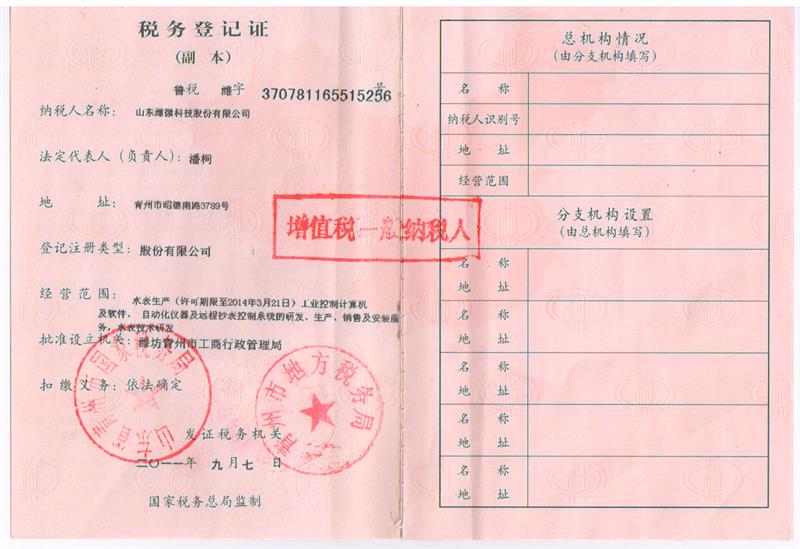 税务登记证
(副 本)
鲁税 潍字 370781165515256 号
纳税人名称: 山东潍微科技股份有限公司
法定代表人(负责人): 潘柯
地 址: 青州市昭德南路3789号
登记注册类型: 股份有限公司
经营范围: 水表生产(许可期限至2014年3月21日)工业控制计算机
及软件、自动化仪器及远程抄表控制系统的研发、生产、销售及安装服
务,水表技术研发
批准设立机关: 潍坊青州市工商行政管理局
扣缴义务: 依法确定
山东省青州市国家税务局
青州市地方税务局
发证税务机关
二〇一一年 九月七日
国家税务总局监制
增值税一般纳税人
总机构情况
(由分支机构填写)
名 称
纳税人识别号
地 址
经营范围
分支机构设置
(由总机构填写)
名 称
地 址
名 称
地 址
名 称
地 址
名 称
地 址
名 称
地 址